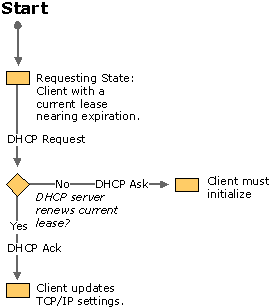 Start
Requesting State:
Client with a
current lease
nearing expiration.
DHCP Request
No DHCP Ask
Client must
initialize
DHCP server
renews current
lease?
Yes
DHCP Ack
Client updates
TCP/IP settings.